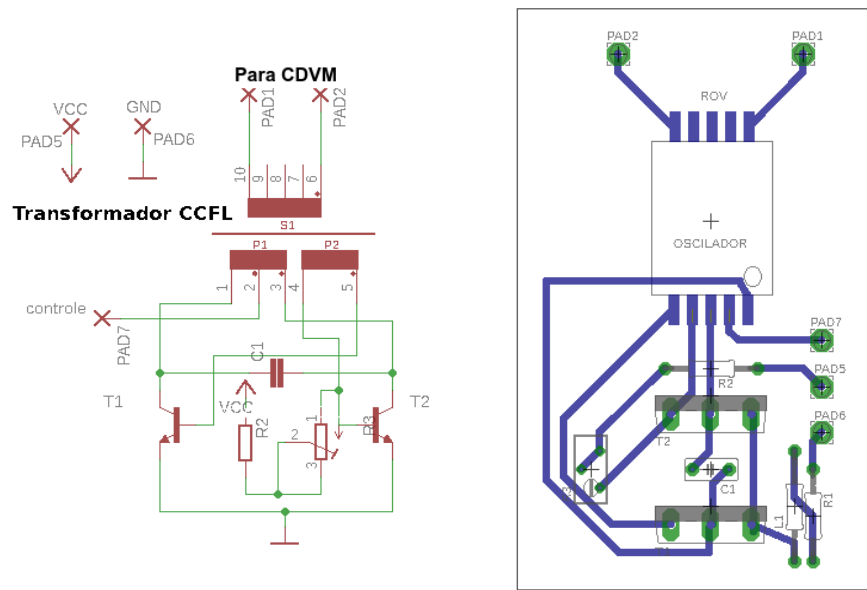 Para CDVM
VCC
PAD5
GND
PAD6
PAD1
PAD2
10
9
8
7
6
Transformador CCFL
S1
P1
P2
1
2
3
4
5
controle
PAD7
C1
T1
VCC
R2
1
2
3
R3
T2
PAD2
PAD1
ROV
OSCILADOR
PAD7
R2
PAD5
T2
PAD6
C1
L1
R1